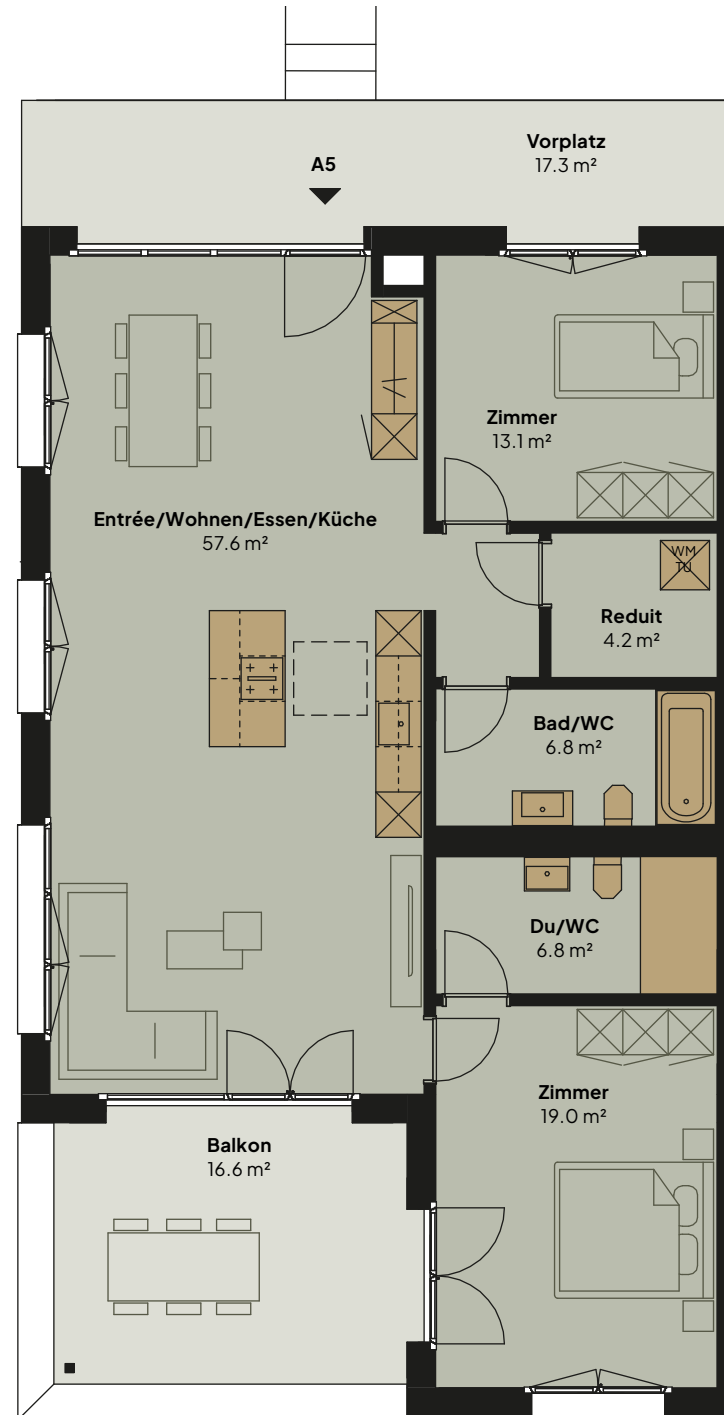 Vorplatz
17.3 m²
A5
Zimmer
13.1 m²
Entrée/Wohnen/Essen/Küche
57.6 m²
WM
TU
Reduit
4.2 m²
Bad/WC
6.8 m²
Du/WC
6.8 m²
Zimmer
19.0 m²
Balkon
16.6 m²